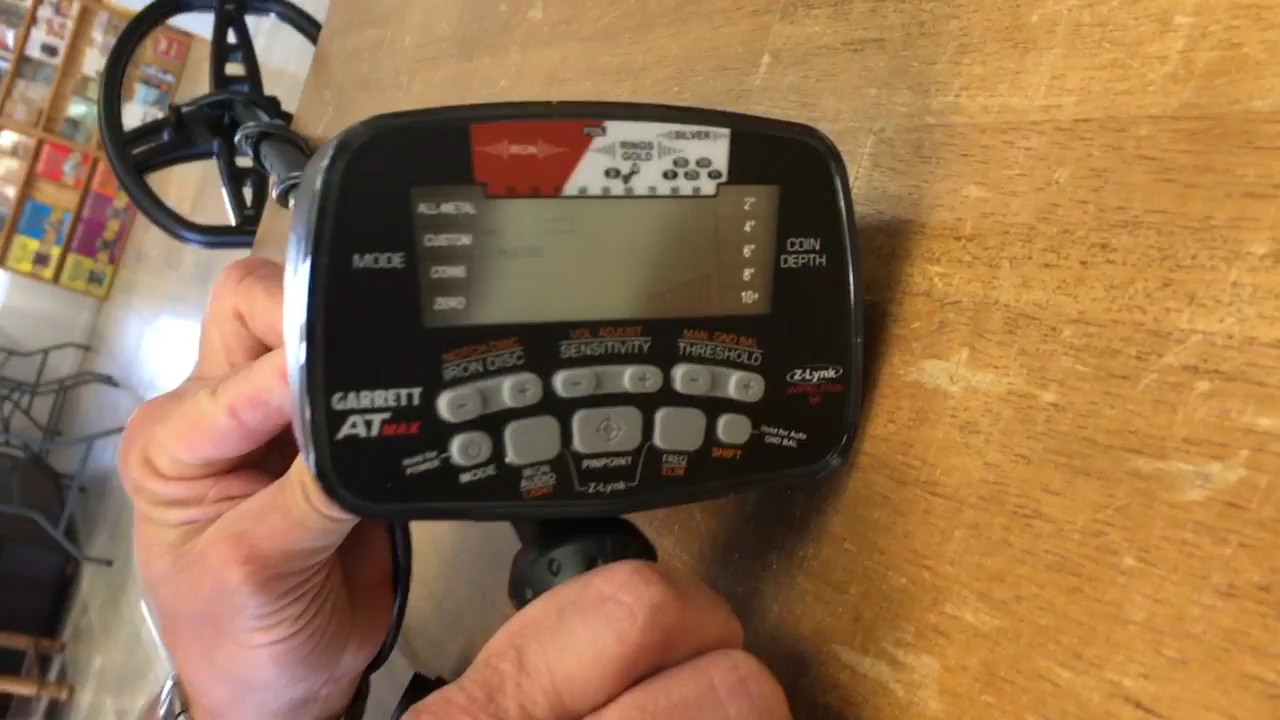 IRON
RINGS
GOLD
SILVER
ALL-METAL
CUSTOM
COINS
ZERO
MODE
2"
4"
6"
8"
10+
COIN
DEPTH
NOTCH DISC
IRON DISC
- +
VOL ADJUST
SENSITIVITY
- +
MAN. GND BAL
THRESHOLD
- +
GARRETT
AT MAX
Z-Lynk
WIRELESS
Hold for
POWER
MODE
IRON
AUDIO
LIGHT
PINPOINT
Z-Lynk
FREQ
ELIM
SHIFT
Hold for Auto
GND BAL